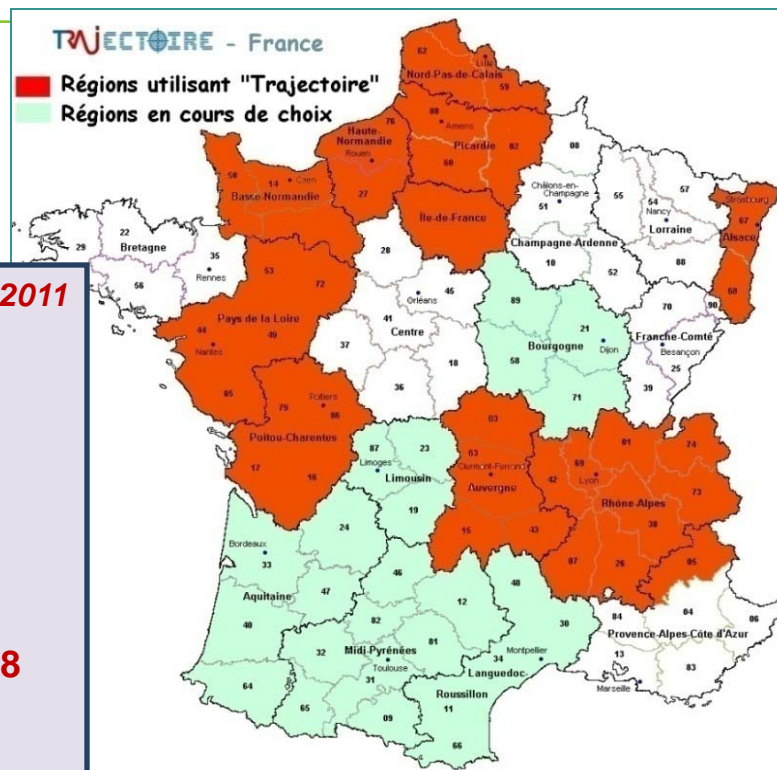 TRAJECTOIRE - France
Régions utilisant "Trajectoire"
Régions en cours de choix
62
Lille
Nord-Pas-de-Calais
59
80
Amiens
Picardie
60
02
76
Haute-Normandie
Rouen
27
50
14
Caen
Basse-Normandie
Île-de-France
08
Châlons-en-Champagne
51
Champagne-Ardenne
10
52
55
54
57
Nancy
Lorraine
88
Strasbourg
67
Alsace
68
29
22
Bretagne
35
56
Rennes
53
72
Pays de la Loire
44
49
Nantes
85
28
Orléans
45
41
Centre
37
18
36
89
21
Bourgogne
Dijon
58
71
70
90
Franche-Comté
Besançon
25
39
2011
Poitiers
79
86
Poitou-Charentes
17
16
87
23
Limoges
Limousin
19
03
63
Clermont-Ferrand
Auvergne
15
43
42
69
01
74
Lyon
Rhône-Alpes
73
38
07
26
05
24
Bordeaux
33
47
Aquitaine
40
64
46
12
82
81
32
Midi-Pyrénées
Toulouse
31
65
09
48
30
Montpellier
34
Languedoc-
Roussillon
11
66
84
04
06
Provence-Alpes-Côte d'Azur
13
83
Marseille
8